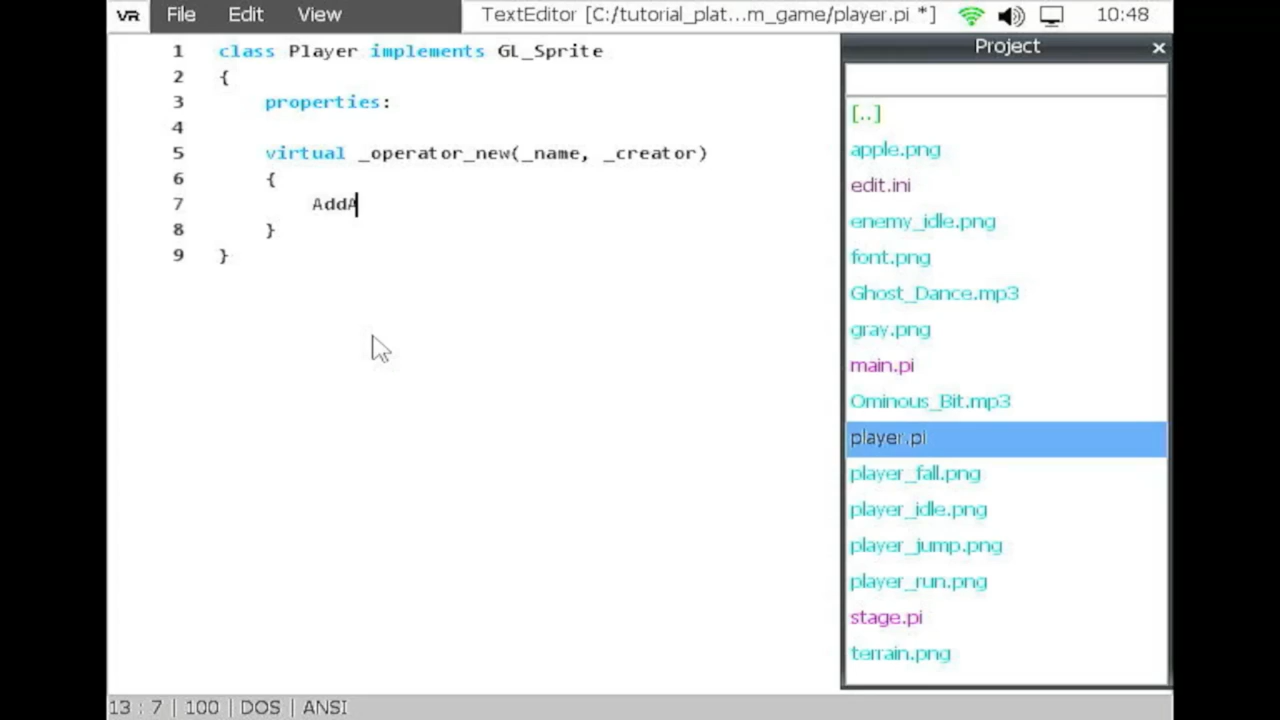 VR File Edit View TextEditor [C:/tutorial_plat...m_game/player.pi *] 10:48
1 class Player implements GL_Sprite
2 {
3 properties:
4
5 virtual _operator_new(_name, _creator)
6 {
7 AddA
8 }
9 }
Project ×
[..]
apple.png
edit.ini
enemy_idle.png
font.png
Ghost_Dance.mp3
gray.png
main.pi
Ominous_Bit.mp3
player.pi
player_fall.png
player_idle.png
player_jump.png
player_run.png
stage.pi
terrain.png
13 : 7 | 100 | DOS | ANSI